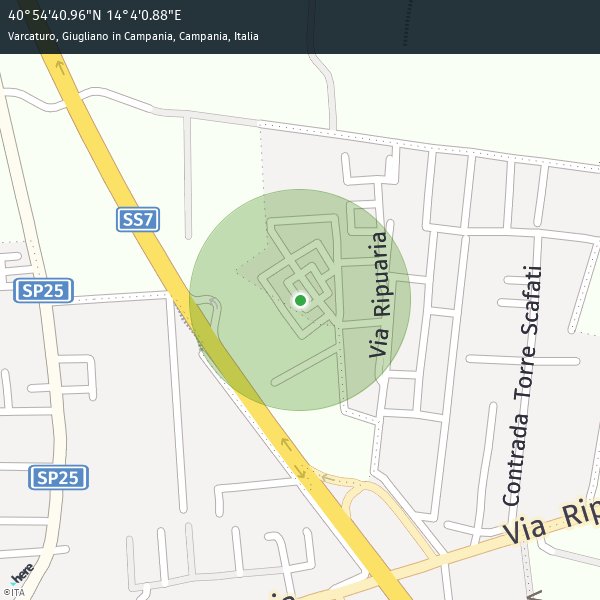 40°54'40.96"N 14°4'0.88"E
Varcaturo, Giugliano in Campania, Campania, Italia
SS7
Via Ripuaria
SP25
Contrada Torre Scafati
SP25
Via Rip
here
©ITA